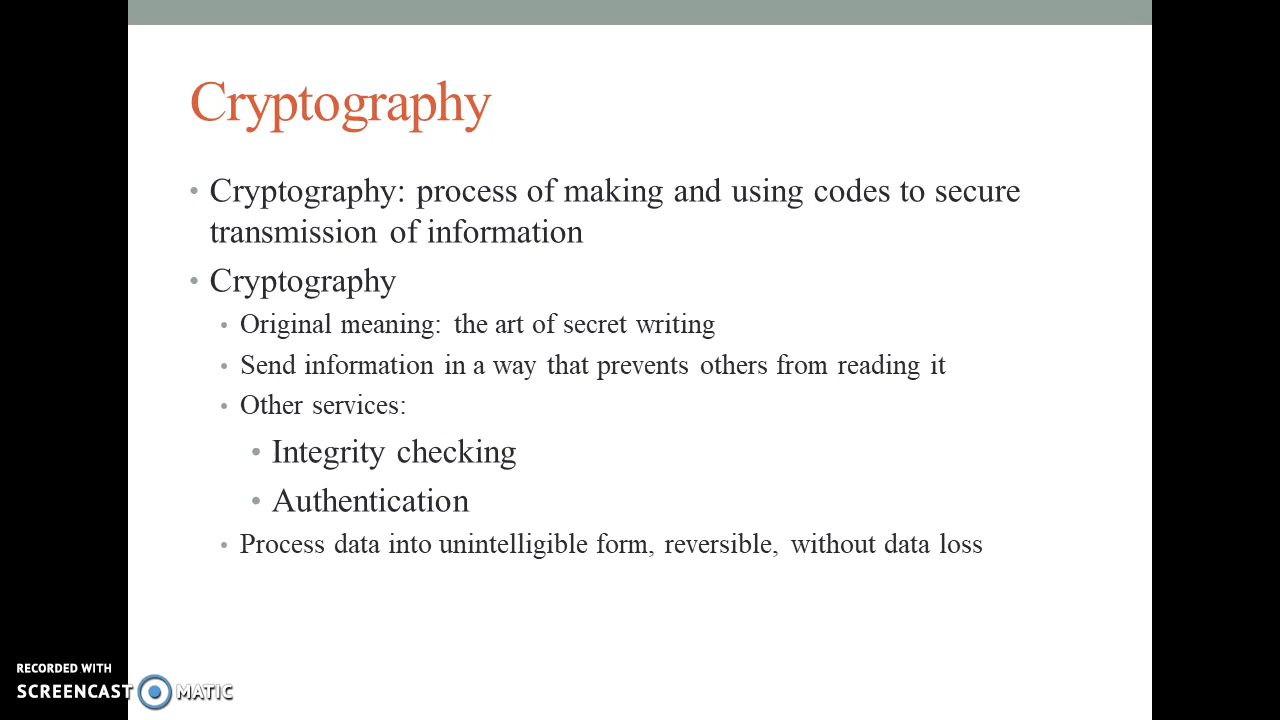 Cryptography
• Cryptography: process of making and using codes to secure
transmission of information
• Cryptography
• Original meaning: the art of secret writing
• Send information in a way that prevents others from reading it
• Other services:
• Integrity checking
• Authentication
• Process data into unintelligible form, reversible, without data loss
RECORDED WITH
SCREENCAST MATIC